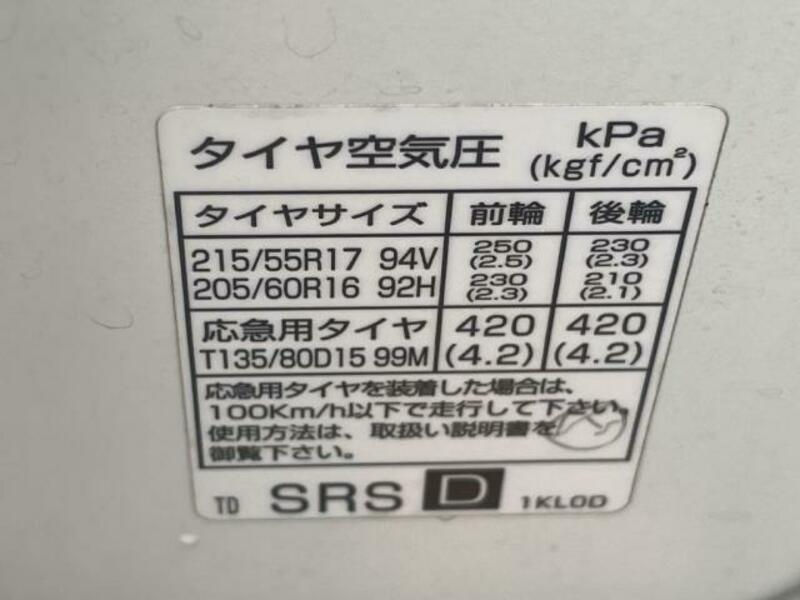 タイヤ空気圧 kPa
(kgf/cm²)
タイヤサイズ 前輪 後輪
215/55R17 94V 250 (2.5) 230 (2.3)
205/60R16 92H 230 (2.3) 210 (2.1)
応急用タイヤ 420 420
T135/80D15 99M (4.2) (4.2)
応急用タイヤを装着した場合は、
100Km/h以下で走行して下さい。
使用方法は、取扱い説明書を
御覧下さい。
TD SRS D 1KL0D